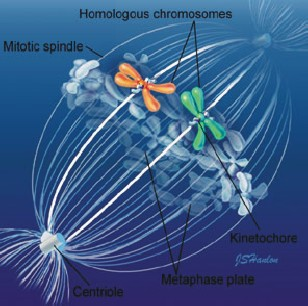 Homologous chromosomes
Mitotic spindle
Kinetochore
JSHanlon
Metaphase plate
Centriole